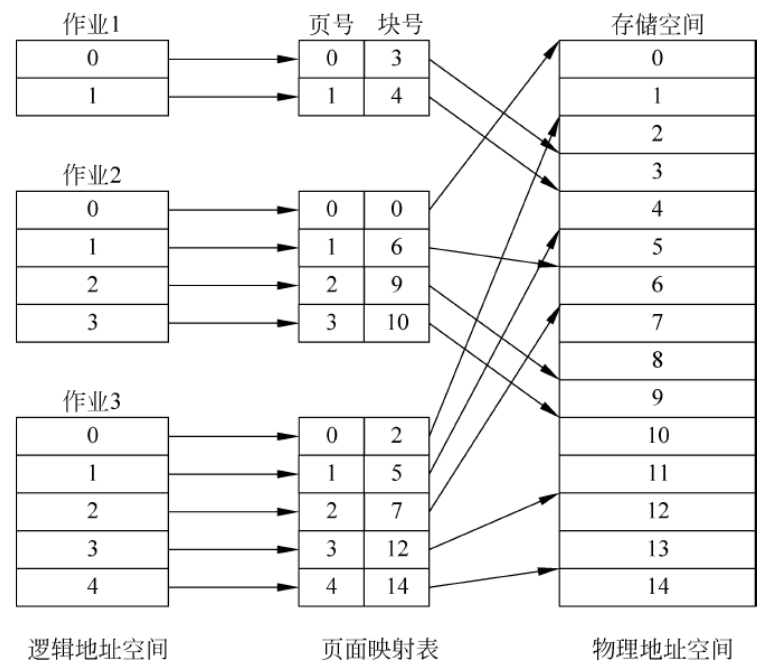 作业1 页号 块号 存储空间
0 0 3 0
1 1 4 1
2
作业2 3
0 0 0 4
1 1 6 5
2 2 9 6
3 3 10 7
8
作业3 9
0 0 2 10
1 1 5 11
2 2 7 12
3 3 12 13
4 4 14 14
逻辑地址空间 页面映射表 物理地址空间